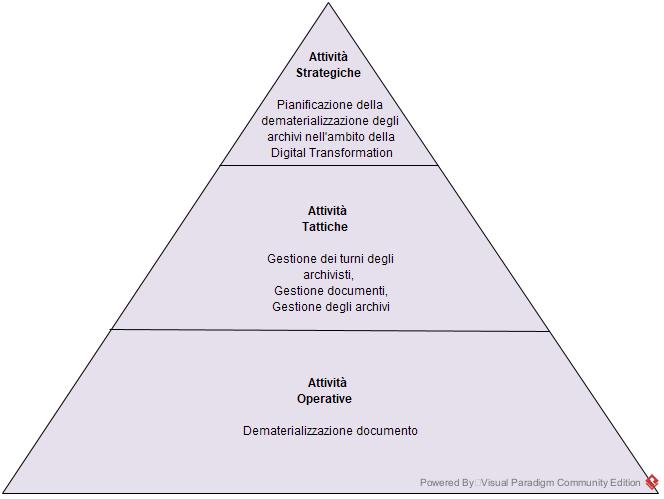 Attività
Strategiche
Pianificazione della
dematerializzazione degli
archivi nell'ambito della
Digital Transformation
Attività
Tattiche
Gestione dei turni degli
archivisti,
Gestione documenti,
Gestione degli archivi
Attività
Operative
Dematerializzazione documento
Powered By□Visual Paradigm Community Edition